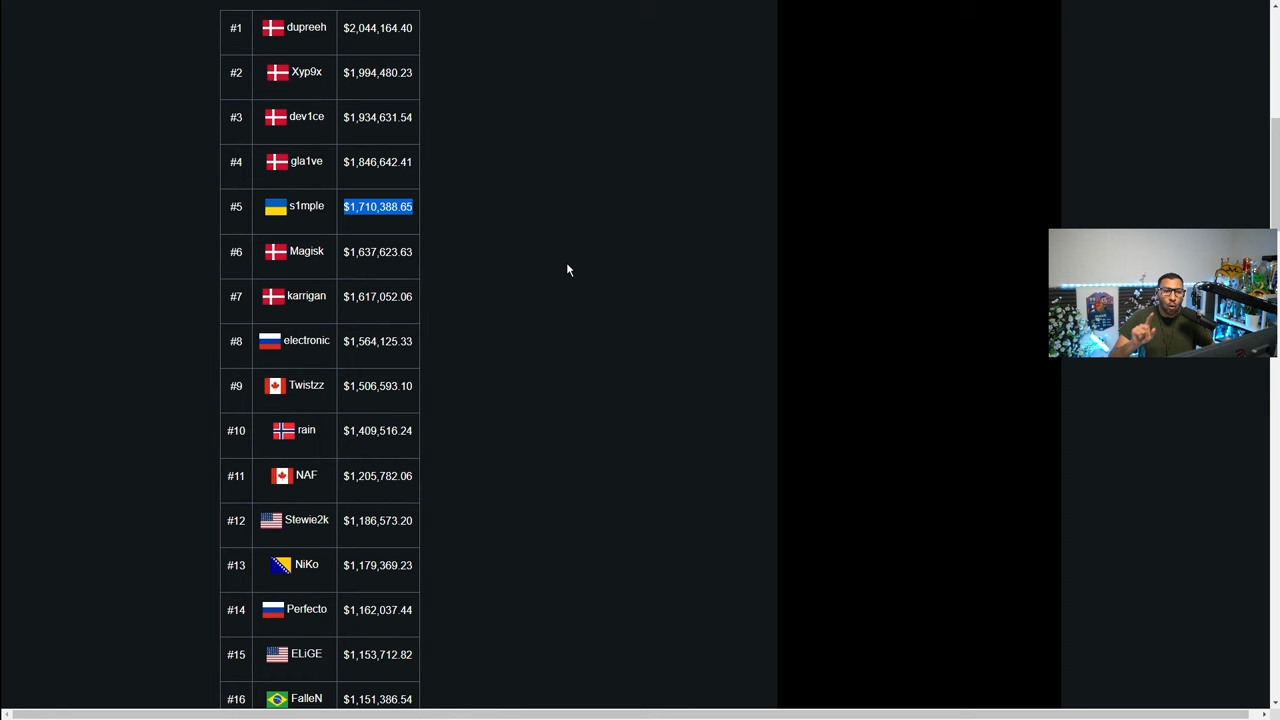 #1 dupreeh $2,044,164.40
#2 Xyp9x $1,994,480.23
#3 dev1ce $1,934,631.54
#4 gla1ve $1,846,642.41
#5 s1mple $1,710,388.65
#6 Magisk $1,637,623.63
#7 karrigan $1,617,052.06
#8 electronic $1,564,125.33
#9 Twistzz $1,506,593.10
#10 rain $1,409,516.24
#11 NAF $1,205,782.06
#12 Stewie2k $1,186,573.20
#13 NiKo $1,179,369.23
#14 Perfecto $1,162,037.44
#15 ELiGE $1,153,712.82
#16 FalleN $1,151,386.54